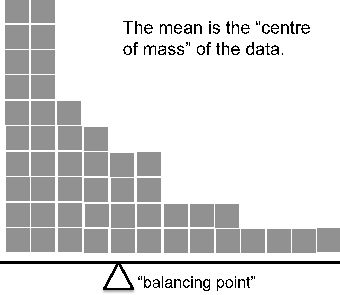 The mean is the “centre
of mass” of the data.
“balancing point”